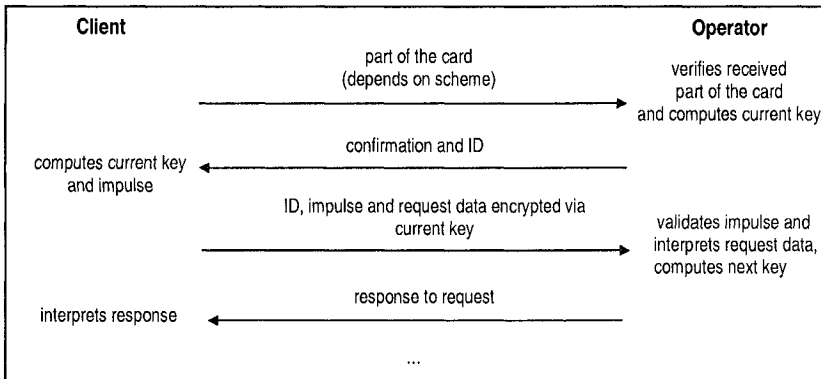 Client
Operator
part of the card
(depends on scheme)
verifies received
part of the card
and computes current key
confirmation and ID
computes current key
and impulse
ID, impulse and request data encrypted via
current key
validates impulse and
interprets request data,
computes next key
response to request
interprets response
...